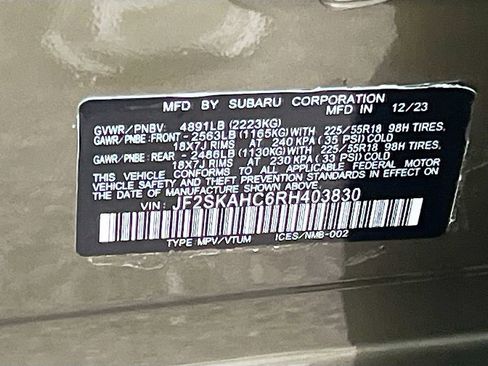 MFD BY SUBARU CORPORATION
MFD IN 12/23
GVWR/PNBV: 4891LB (2223KG)
GAWR/PNBE:FRONT- 2563LB (1165KG) WITH 225/55R18 98H TIRES,
18X7J RIMS AT 240 KPA (35 PSI) COLD
GAWR/PNBE:REAR - 2486LB (1130KG) WITH 225/55R18 98H TIRES,
18X7J RIMS AT 230 KPA (33 PSI) COLD
THIS VEHICLE CONFORMS TO ALL APPLICABLE FEDERAL MOTOR
VEHICLE SAFETY AND THEFT PREVENTION STANDARDS IN EFFECT
ON THE DATE OF MANUFACTURE SHOWN ABOVE.
VIN: JF2SKAHC6RH403830
TYPE:MPV/VTUM ICES/NMB-002